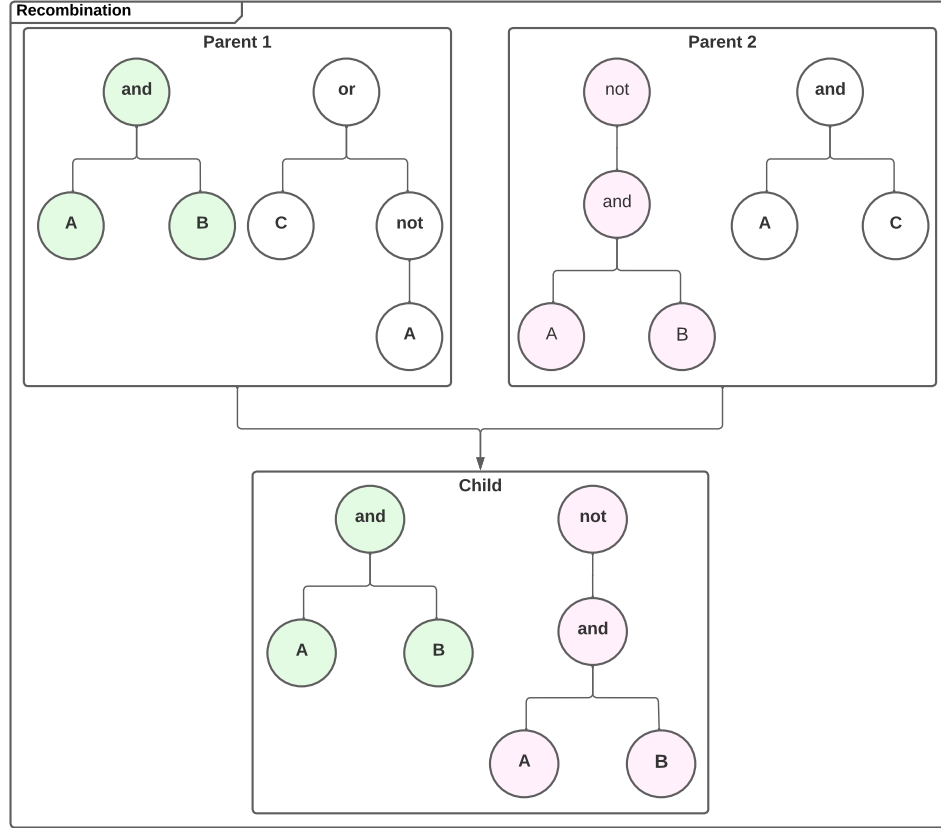 Recombination
Parent 1
and
A
B
or
C
not
A
Parent 2
not
and
A
B
and
A
C
Child
and
A
B
not
and
A
B